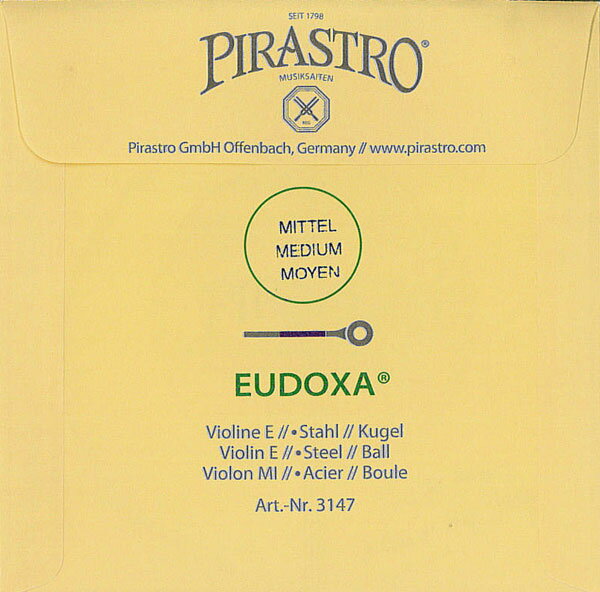 SEIT 1798
PIRASTRO®
MUSIKSAITEN
Pirastro GmbH Offenbach, Germany // www.pirastro.com
MITTEL
MEDIUM
MOYEN
EUDOXA®
Violine E // • Stahl // Kugel
Violin E // • Steel // Ball
Violon MI // • Acier // Boule
Art.-Nr. 3147